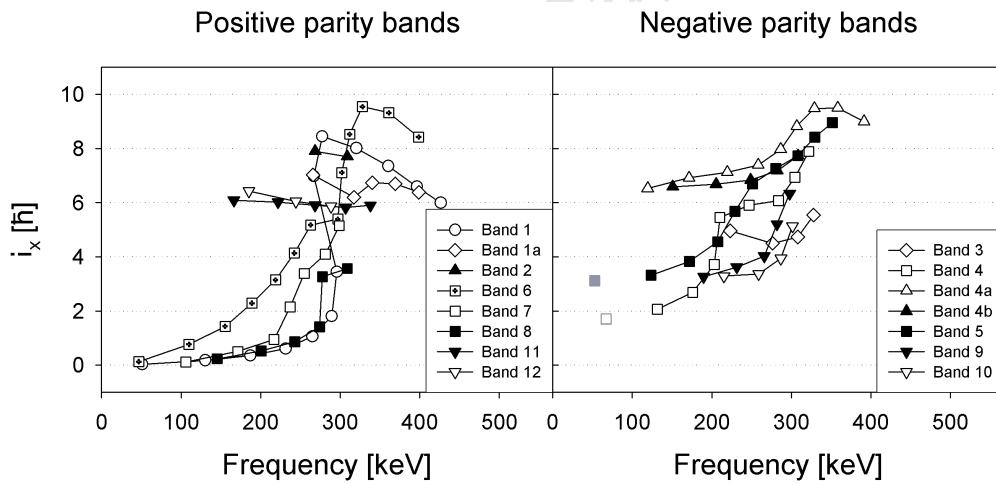 Positive parity bands
Negative parity bands
i x [ħ]
10
8
6
4
2
0
Band 1
Band 1a
Band 2
Band 6
Band 7
Band 8
Band 11
Band 12
Band 3
Band 4
Band 4a
Band 4b
Band 5
Band 9
Band 10
0 100 200 300 400 500
0 100 200 300 400 500
Frequency [keV]
Frequency [keV]